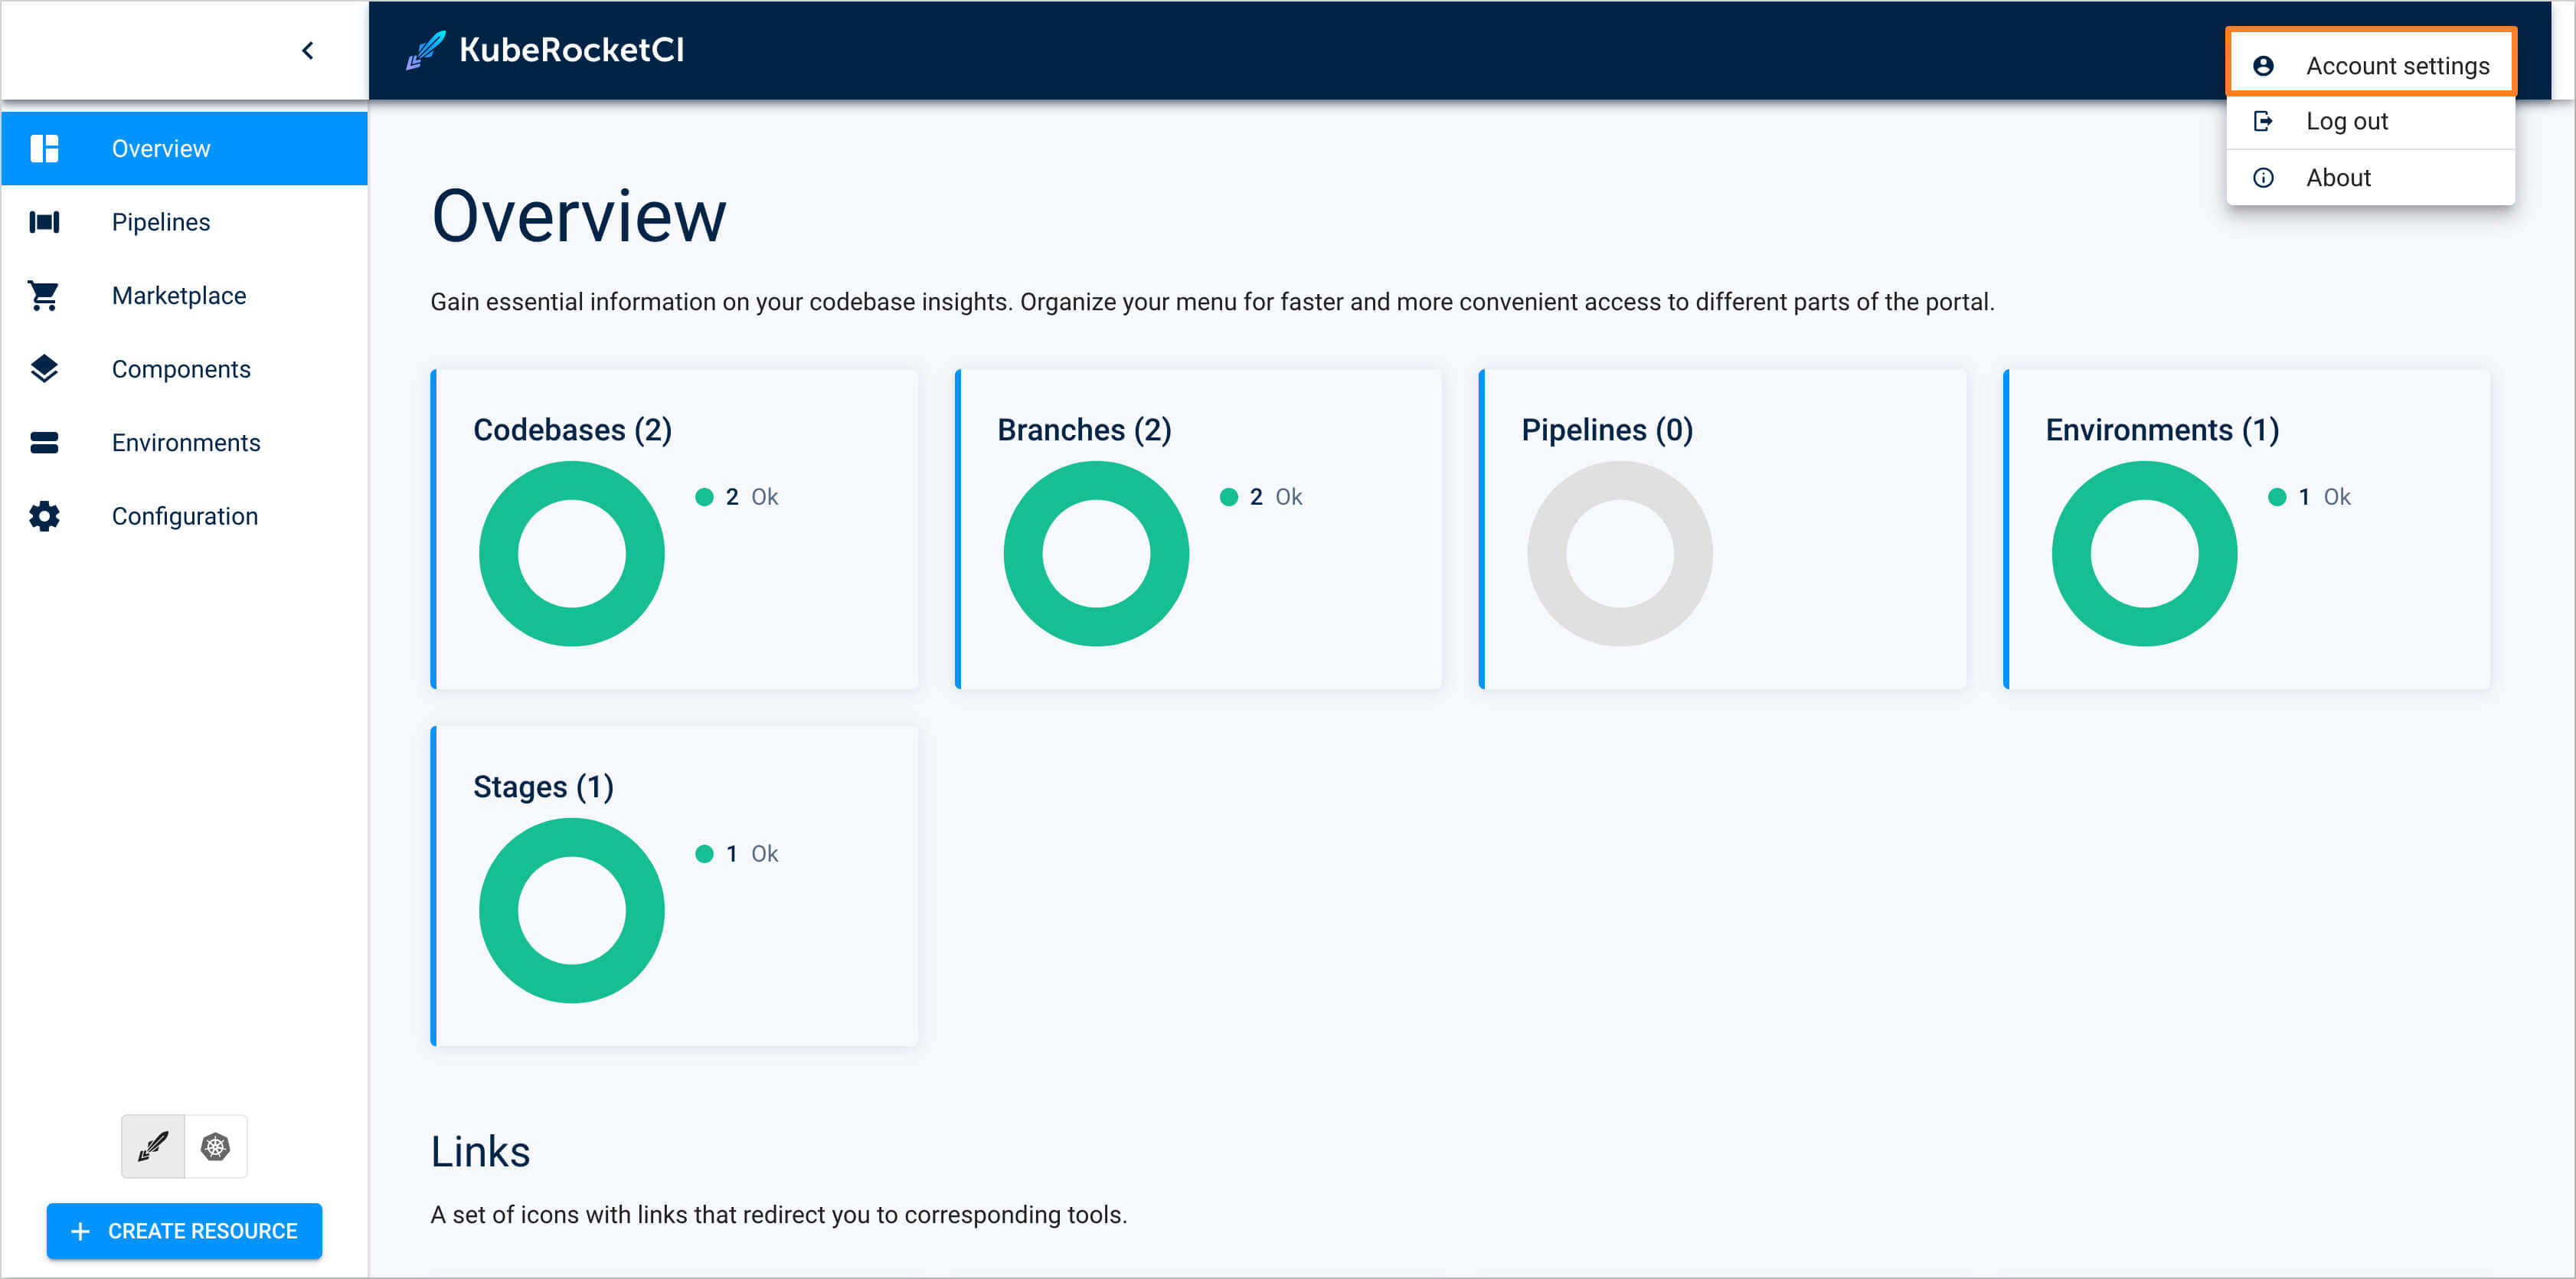 KubeRocketCI
Account settings
Log out
About
Overview
Pipelines
Marketplace
Components
Environments
Configuration
CREATE RESOURCE
Overview
Gain essential information on your codebase insights. Organize your menu for faster and more convenient access to different parts of the portal.
Codebases (2)
2 Ok
Branches (2)
2 Ok
Pipelines (0)
Environments (1)
1 Ok
Stages (1)
1 Ok
Links
A set of icons with links that redirect you to corresponding tools.